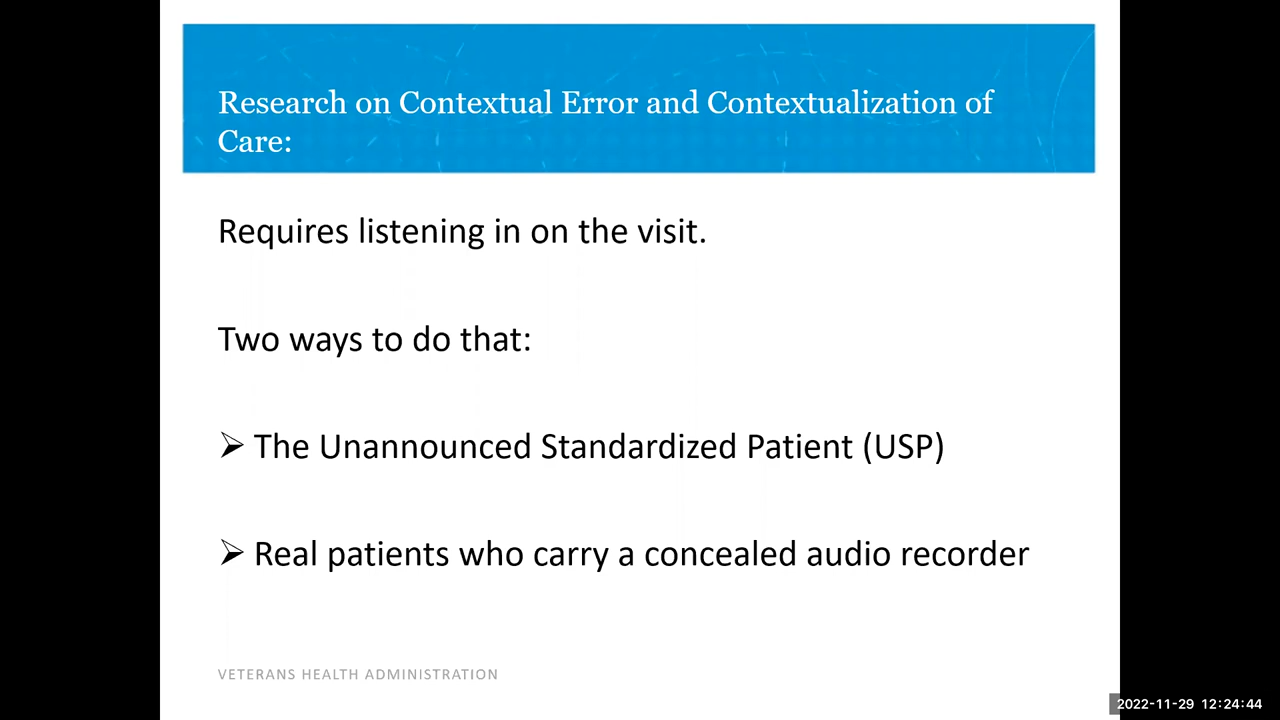 Research on Contextual Error and Contextualization of
Care:
Requires listening in on the visit.
Two ways to do that:
➢ The Unannounced Standardized Patient (USP)
➢ Real patients who carry a concealed audio recorder
VETERANS HEALTH ADMINISTRATION
2022-11-29 12:24:44